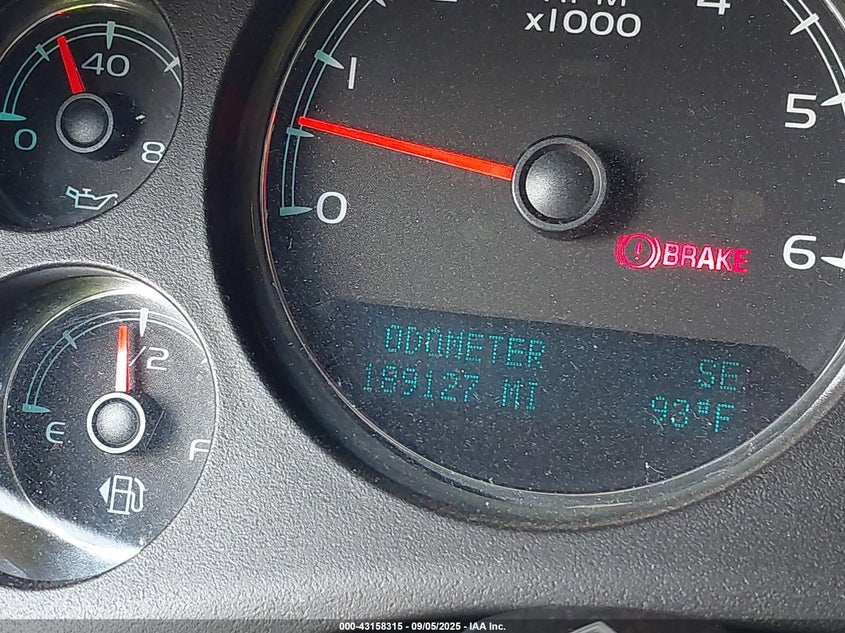 RPM
x1000
0
1
4
5
6
BRAKE
0
40
8
E
1/2
F
ODOMETER
189127 MI
SE
93°F
000-43158315 - 09/05/2025 - IAA Inc.